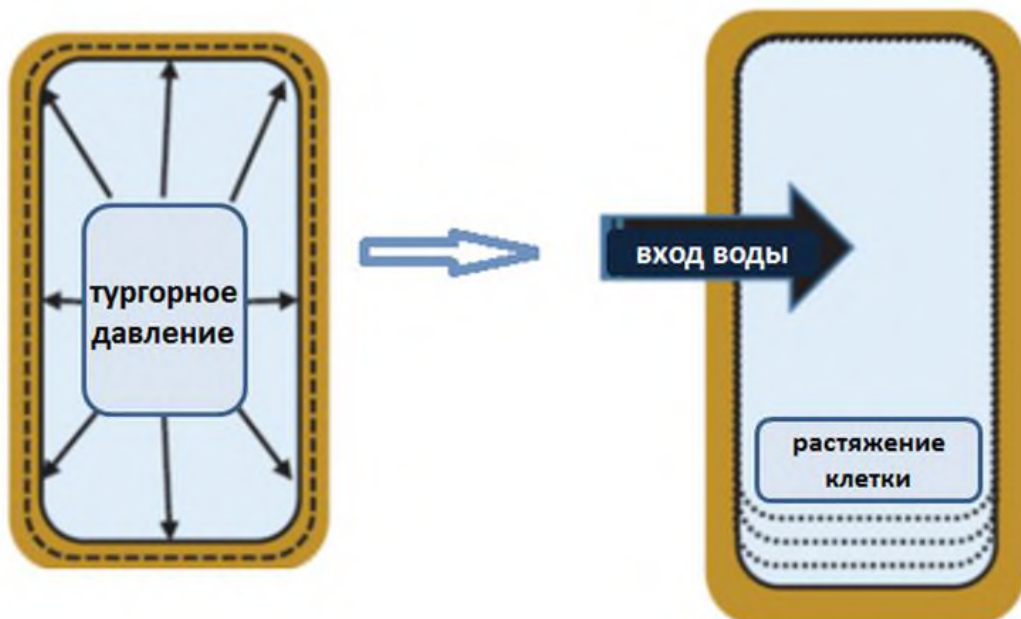 тургорное
давление
вход воды
растяжение
клетки